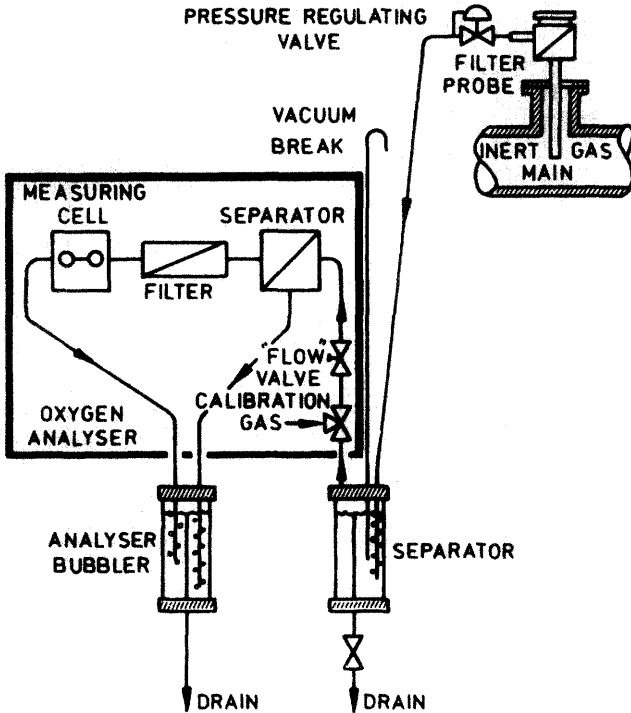 PRESSURE REGULATING
VALVE
FILTER
PROBE
VACUUM
BREAK
INERT GAS
MAIN
MEASURING
CELL
SEPARATOR
FILTER
"FLOW"
VALVE
CALIBRATION
GAS
OXYGEN
ANALYSER
ANALYSER
BUBBLER
SEPARATOR
DRAIN
DRAIN